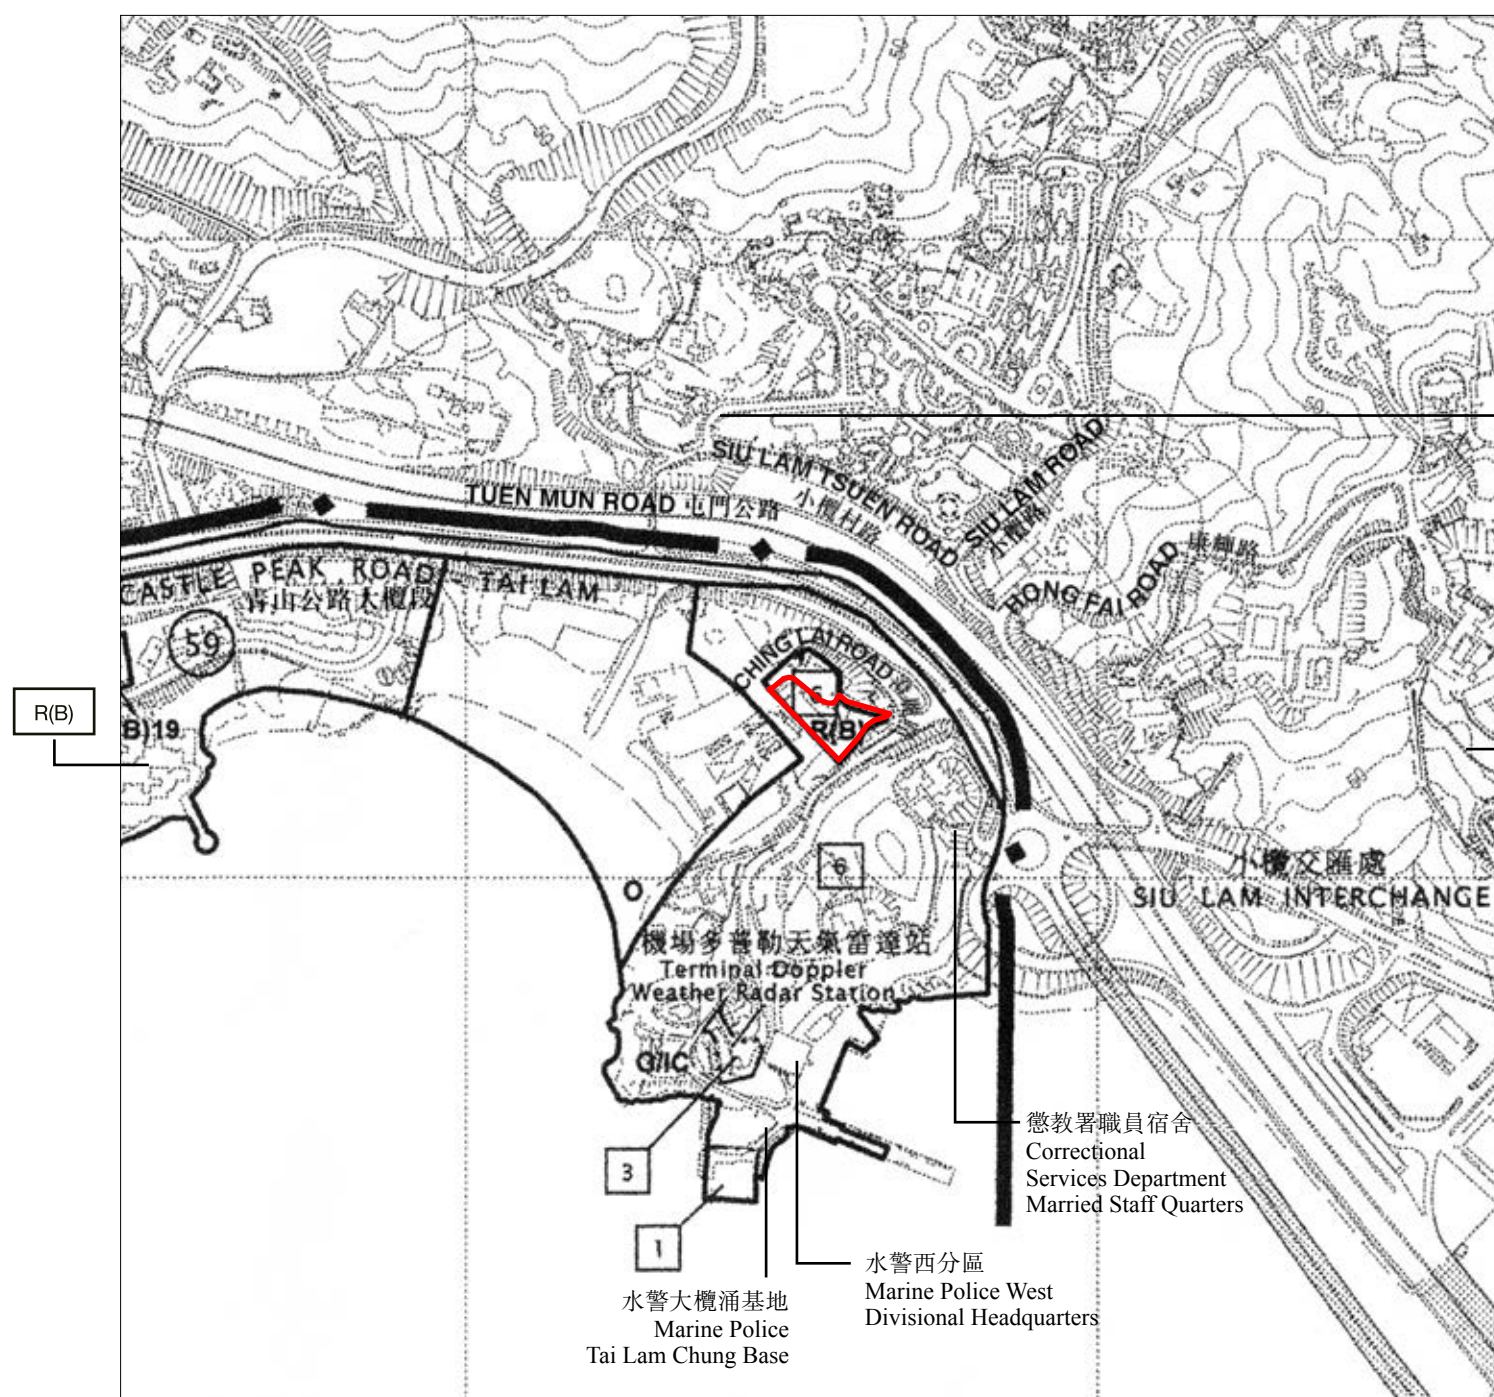 50
50
50
50
SIU LAM TSUEN ROAD
小欖村路
SIU LAM ROAD
小欖路
TUEN MUN ROAD 屯門公路
HONG FAI ROAD 康輝路
CASTLE PEAK ROAD - TAI LAM
青山公路大欖段
59
CHING LAI ROAD
6
R(B)
R(B)
B)19
6
小欖交匯處
SIU LAM INTERCHANGE
機場多普勒天氣雷達站
Terminal Doppler
Weather Radar Station
O
G/IC
3
1
懲教署職員宿舍
Correctional
Services Department
Married Staff Quarters
水警西分區
Marine Police West
Divisional Headquarters
水警大欖涌基地
Marine Police
Tai Lam Chung Base